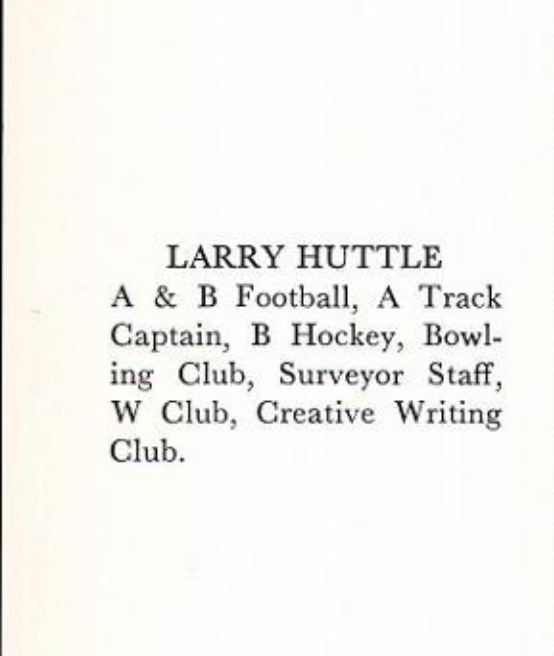 LARRY HUTTLE
A & B Football, A Track
Captain, B Hockey, Bowl-
ing Club, Surveyor Staff,
W Club, Creative Writing
Club.